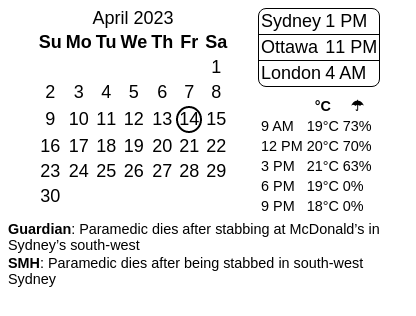 April 2023
Su Mo Tu We Th Fr Sa
1
2 3 4 5 6 7 8
9 10 11 12 13 14 15
16 17 18 19 20 21 22
23 24 25 26 27 28 29
30
Sydney 1 PM
Ottawa 11 PM
London 4 AM
°C ☂
9 AM 19°C 73%
12 PM 20°C 70%
3 PM 21°C 63%
6 PM 19°C 0%
9 PM 18°C 0%
Guardian: Paramedic dies after stabbing at McDonald’s in
Sydney’s south-west
SMH: Paramedic dies after being stabbed in south-west
Sydney